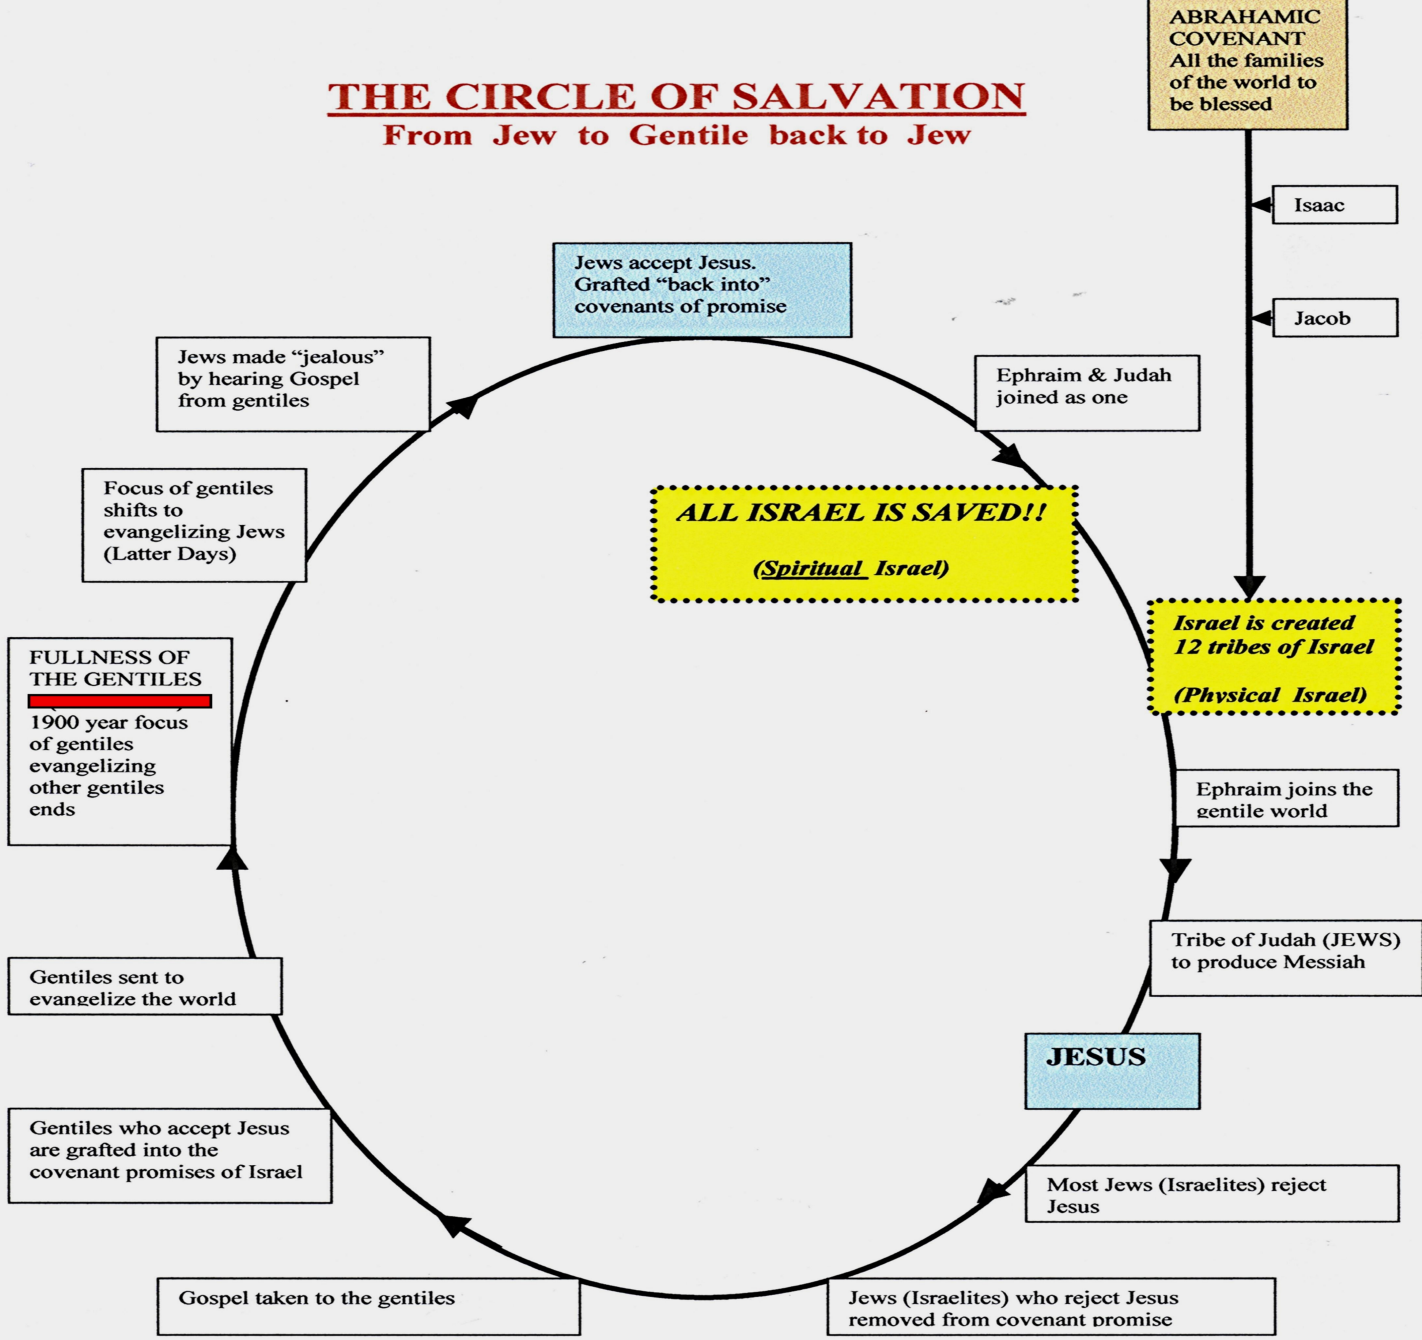 THE CIRCLE OF SALVATION
From Jew to Gentile back to Jew
ABRAHAMIC
COVENANT
All the families
of the world to
be blessed
Isaac
Jacob
Israel is created
12 tribes of Israel
(Physical Israel)
Ephraim joins the
gentile world
Tribe of Judah (JEWS)
to produce Messiah
JESUS
Most Jews (Israelites) reject
Jesus
Jews (Israelites) who reject Jesus
removed from covenant promise
Gospel taken to the gentiles
Gentiles who accept Jesus
are grafted into the
covenant promises of Israel
Gentiles sent to
evangelize the world
FULLNESS OF
THE GENTILES
1900 year focus
of gentiles
evangelizing
other gentiles
ends
Focus of gentiles
shifts to
evangelizing Jews
(Latter Days)
Jews made “jealous”
by hearing Gospel
from gentiles
Jews accept Jesus.
Grafted “back into”
covenants of promise
Ephraim & Judah
joined as one
ALL ISRAEL IS SAVED!!
(Spiritual Israel)